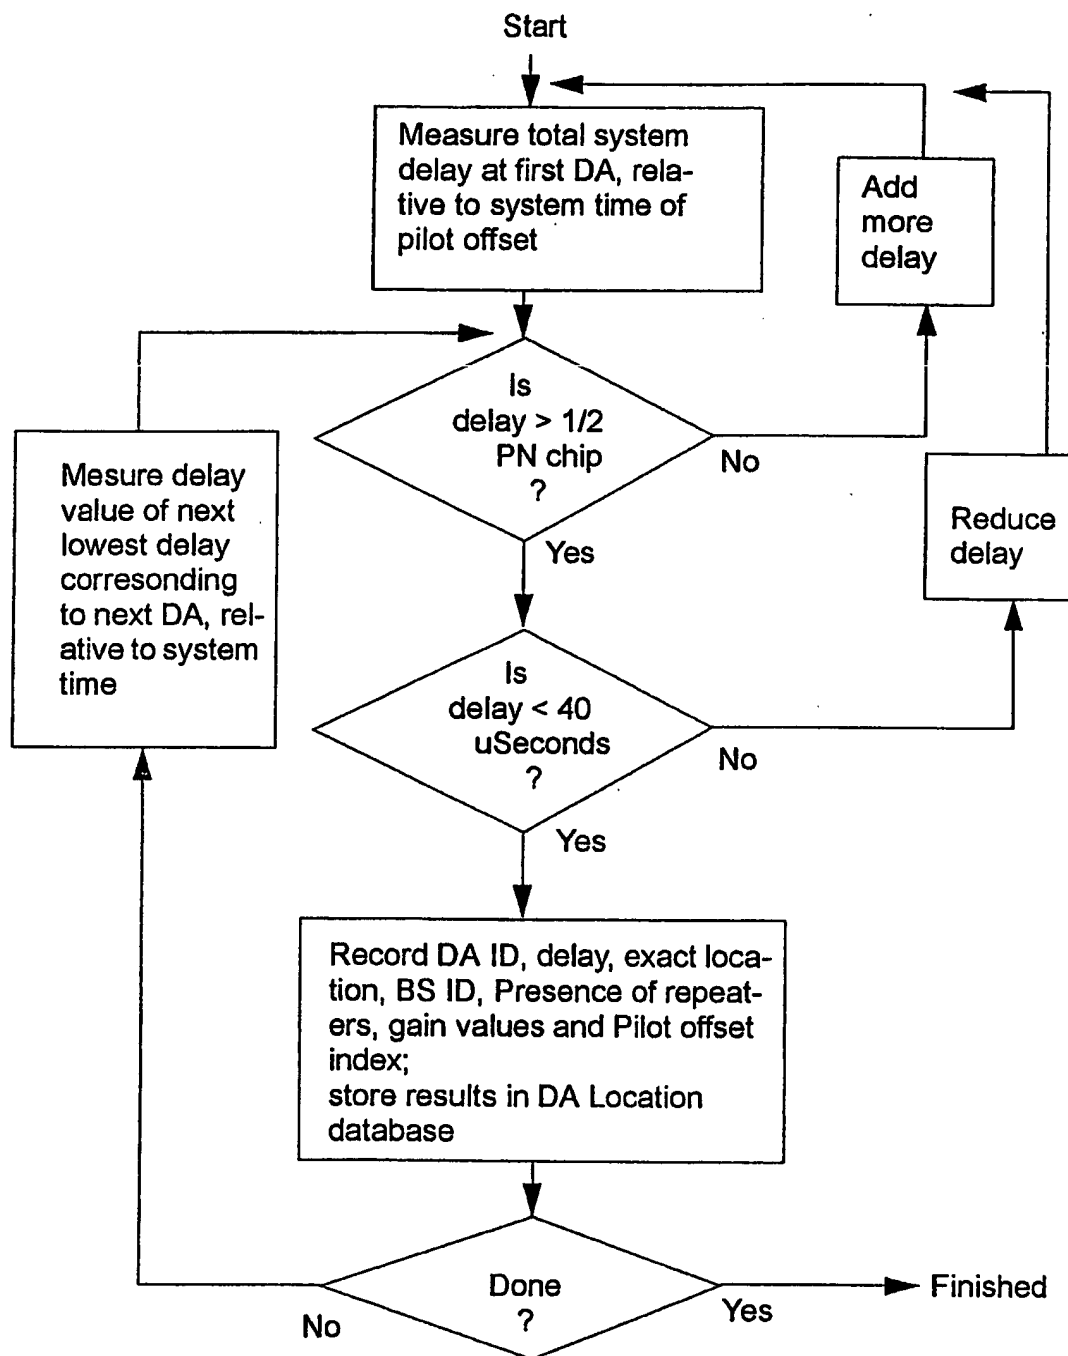 Start
Measure total system
delay at first DA, rela-
tive to system time of
pilot offset
Add
more
delay
Is
delay > 1/2
PN chip
?
No
Yes
Mesure delay
value of next
lowest delay
corresonding
to next DA, rel-
ative to system
time
Reduce
delay
Is
delay < 40
uSeconds
?
No
Yes
Record DA ID, delay, exact loca-
tion, BS ID, Presence of repeat-
ers, gain values and Pilot offset
index;
store results in DA Location
database
Done
?
No
Yes
Finished